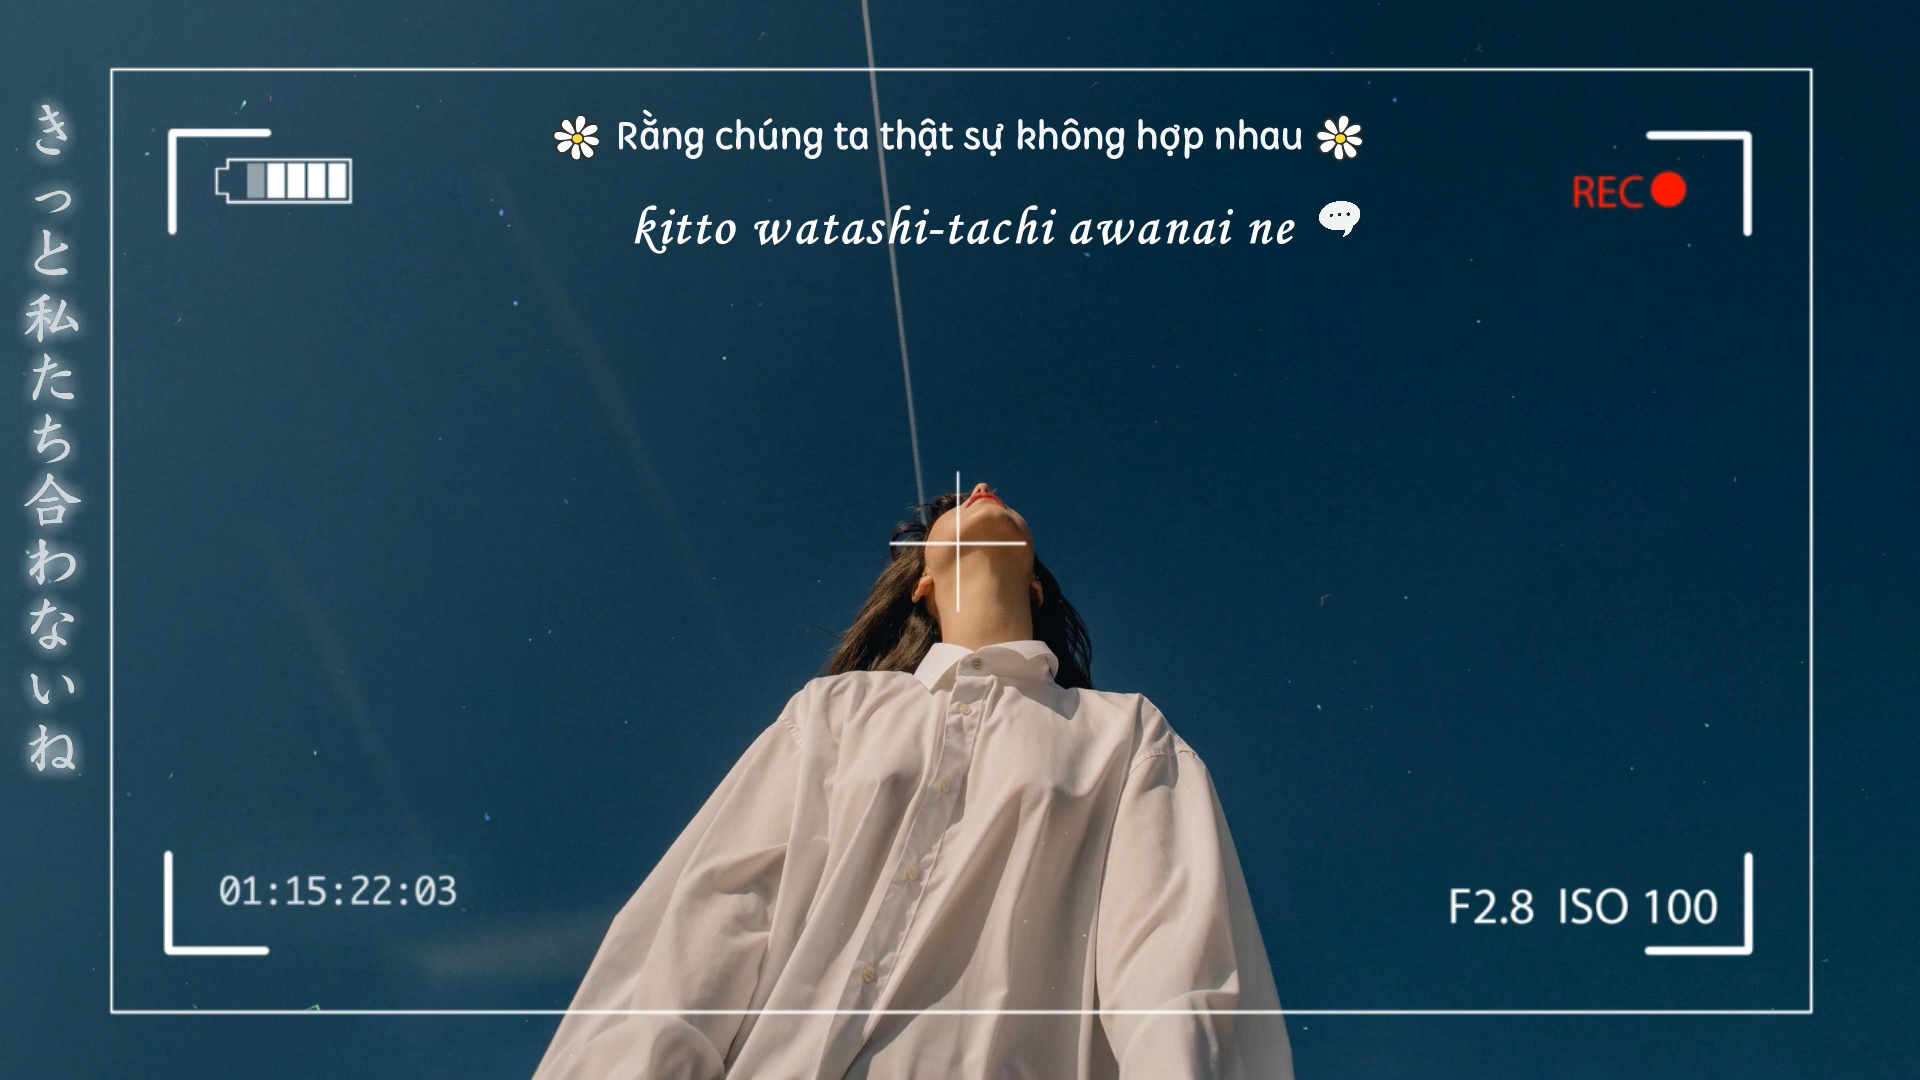 Rằng chúng ta thật sự không hợp nhau
kitto watashi-tachi awanai ne
REC
きっと私たち合わないね
01:15:22:03
F2.8 ISO 100